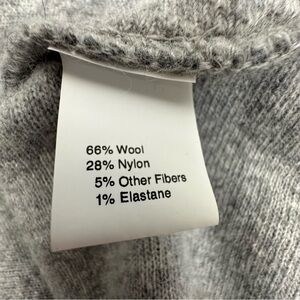 66% Wool
28% Nylon
5% Other Fibers
1% Elastane